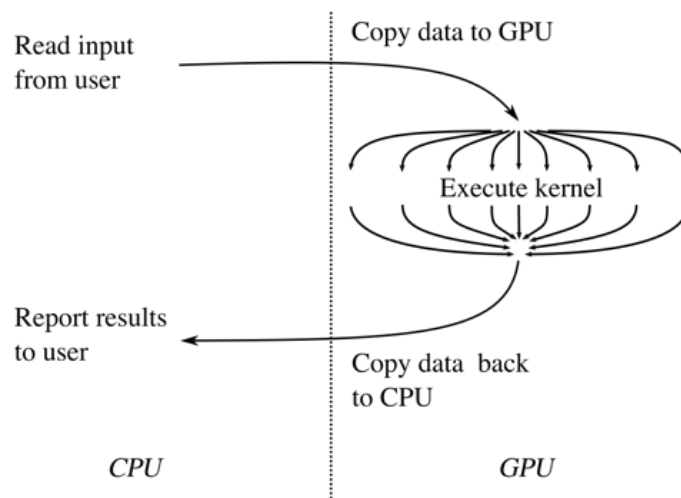 Read input
from user
Copy data to GPU
Execute kernel
Report results
to user
Copy data back
to CPU
CPU
GPU